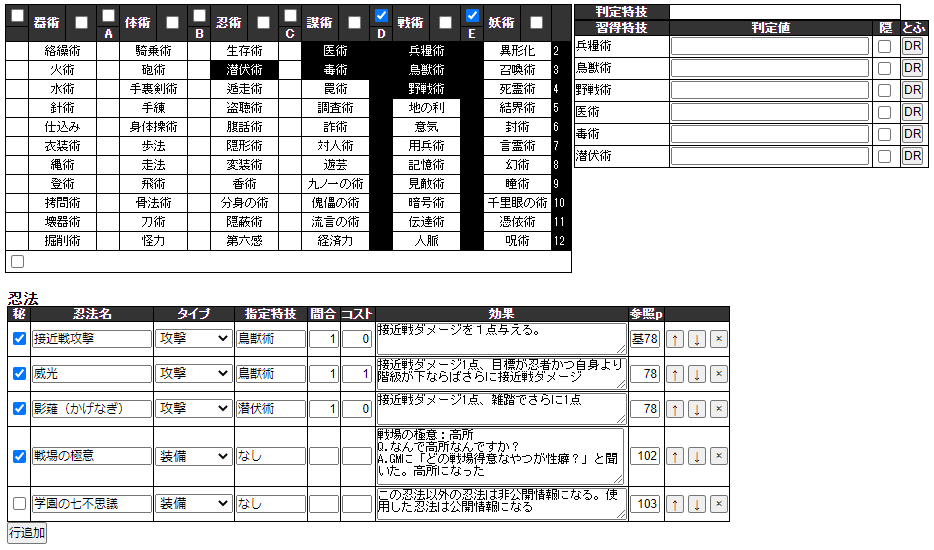 器術 体術 忍術 謀術 戦術 妖術
A B C D E
絡繰術 騎乗術 生存術 医術 兵糧術 異形化 2
火術 砲術 潜伏術 毒術 鳥獣術 召喚術 3
水術 手裏剣術 遁走術 罠術 野戦術 死霊術 4
針術 手練 盗聴術 調査術 地の利 結界術 5
仕込み 身体操術 腹話術 詐術 意気 封術 6
衣装術 歩法 隠形術 対人術 用兵術 言霊術 7
縄術 走法 変装術 遊芸 記憶術 幻術 8
登術 飛術 香術 九ノ一の術 見敵術 瞳術 9
拷問術 骨法術 分身の術 傀儡の術 暗号術 千里眼の術 10
壊器術 刀術 隠蔽術 流言の術 伝達術 憑依術 11
掘削術 怪力 第六感 経済力 人脈 呪術 12
判定特技
習得特技 判定値 隠 とふ
兵糧術 DR
鳥獣術 DR
野戦術 DR
医術 DR
毒術 DR
潜伏術 DR
忍法
秘 忍法名 タイプ 指定特技 間合 コスト 効果 参照p
接近戦攻撃 攻撃 鳥獣術 1 0 接近戦ダメージを１点与える。 基78 ↑ ↓ ×
威光 攻撃 鳥獣術 1 1 接近戦ダメージ1点、目標が忍者かつ自身より
階級が下ならばさらに接近戦ダメージ 78 ↑ ↓ ×
影薙（かげなぎ） 攻撃 潜伏術 1 0 接近戦ダメージ1点、雑踏でさらに1点 78 ↑ ↓ ×
戦場の極意 装備 なし 戦場の極意：高所
Q.なんで高所なんですか？
A.GMに「どの戦場得意なやつが性癖？」と聞
いた。高所になった 102 ↑ ↓ ×
学園の七不思議 装備 なし この忍法以外の忍法は非公開情報になる。使
用した忍法は公開情報になる 103 ↑ ↓ ×
行追加